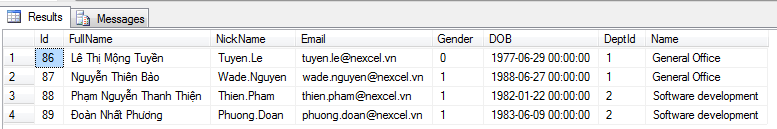 Results Messages
Id FullName NickName Email Gender DOB DeptId Name
1 86 Lê Thị Mộng Tuyền Tuyen.Le tuyen.le@nexcel.vn 0 1977-06-29 00:00:00 1 General Office
2 87 Nguyễn Thiên Bảo Wade.Nguyen wade.nguyen@nexcel.vn 1 1988-06-27 00:00:00 1 General Office
3 88 Phạm Nguyễn Thanh Thiện Thien.Pham thien.pham@nexcel.vn 1 1982-01-22 00:00:00 2 Software development
4 89 Đoàn Nhất Phương Phuong.Doan phuong.doan@nexcel.vn 1 1983-06-09 00:00:00 2 Software development